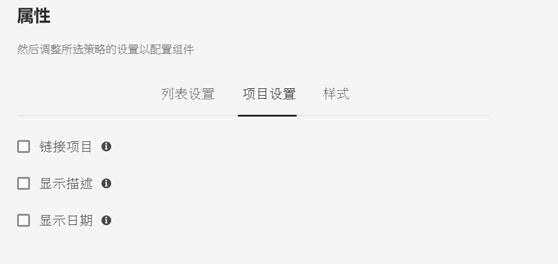 属性
然后调整所选策略的设置以配置组件
列表设置 项目设置 样式
链接项目
显示描述
显示日期